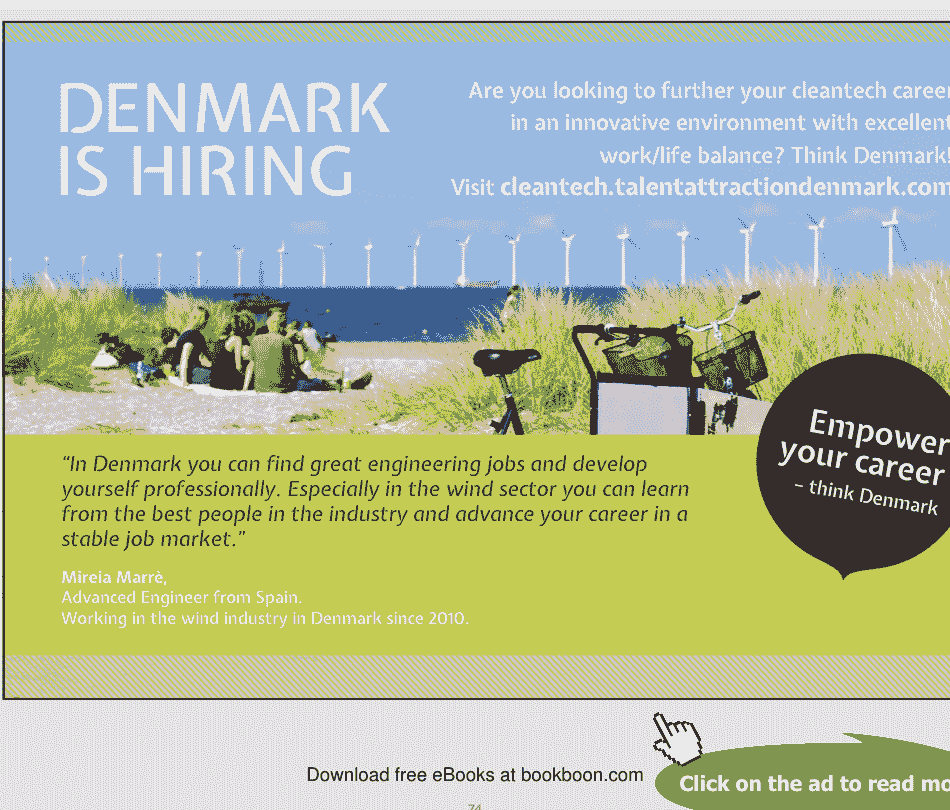 DENMARK
IS HIRING
Are you looking to further your cleantech career
in an innovative environment with excellent
work/life balance? Think Denmark!
Visit cleantech.talentattractiondenmark.com
"In Denmark you can find great engineering jobs and develop
yourself professionally. Especially in the wind sector you can learn
from the best people in the industry and advance your career in a
stable job market."
Mireia Marrè,
Advanced Engineer from Spain.
Working in the wind industry in Denmark since 2010.
Empower
your career
– think Denmark
Download free eBooks at bookboon.com
Click on the ad to read mo
74